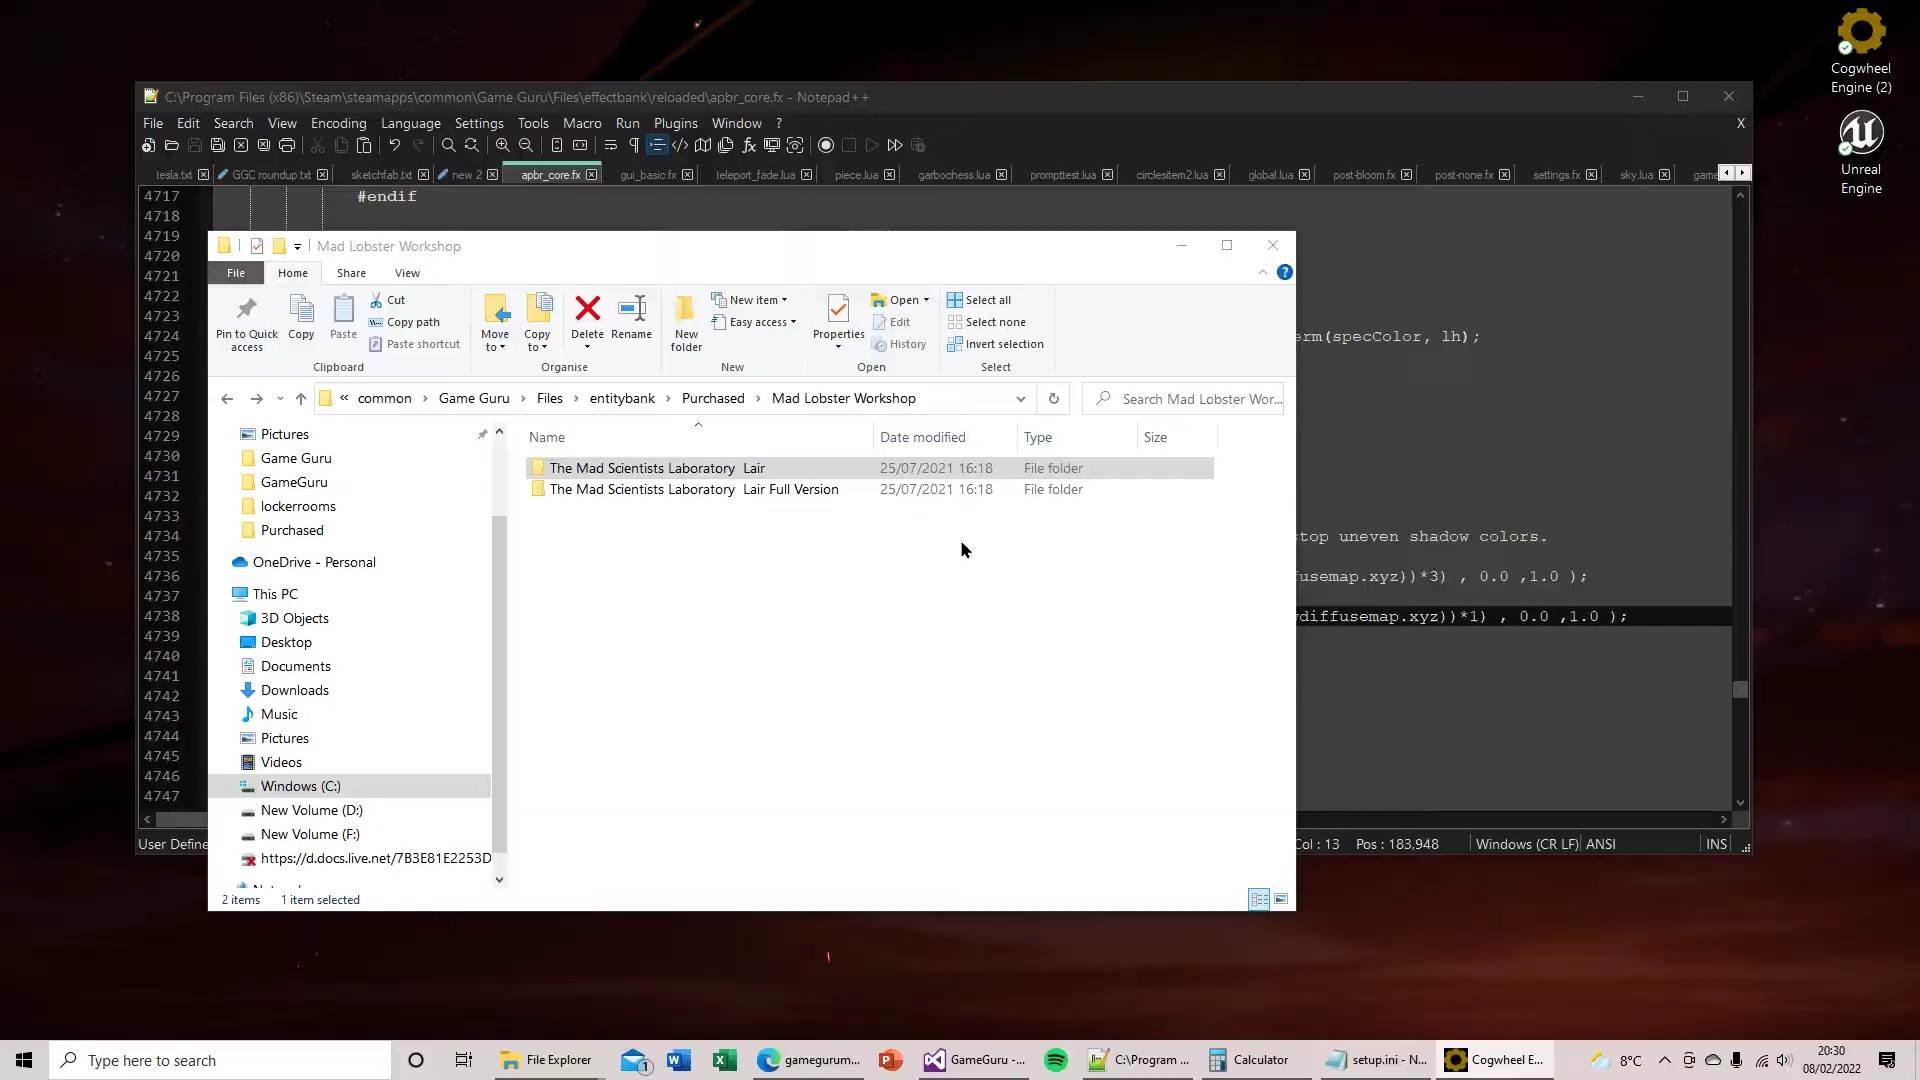 Cogwheel
Engine (2)
Unreal
Engine
C:\Program Files (x86)\Steam\steamapps\common\Game Guru\Files\effectbank\reloaded\apbr_core.fx - Notepad++
File Edit Search View Encoding Language Settings Tools Macro Run Plugins Window ? X
tesla.txt GGC roundup.txt sketchfab.txt new 2 apbr_core.fx gui_basic.fx teleport_fade.lua piece.lua garbochess.lua prompttest.lua circlesitem2.lua global.lua post-bloom.fx post-none.fx settings.fx sky.lua game
4717 #endif
4718
4719
4720
4721
4722
4723
4724 erm(specColor, lh);
4725
4726
4727
4728
4729
4730
4731
4732
4733
4734 top uneven shadow colors.
4735
4736 fusemap.xyz))*3) , 0.0 ,1.0 );
4737
4738 diffusemap.xyz))*1) , 0.0 ,1.0 );
4739
4740
4741
4742
4743
4744
4745
4746
4747
User Define Col : 13 Pos : 183,948 Windows (CR LF) ANSI INS
Mad Lobster Workshop
File Home Share View
Pin to Quick access
Copy
Paste
Cut
Copy path
Paste shortcut
Clipboard
Move to
Copy to
Delete
Rename
Organise
New folder
New item
Easy access
New
Properties
Open
Edit
History
Open
Select all
Select none
Invert selection
Select
« common › Game Guru › Files › entitybank › Purchased › Mad Lobster Workshop
Search Mad Lobster Wor...
Name Date modified Type Size
The Mad Scientists Laboratory Lair 25/07/2021 16:18 File folder
The Mad Scientists Laboratory Lair Full Version 25/07/2021 16:18 File folder
Pictures
Game Guru
GameGuru
lockerrooms
Purchased
OneDrive - Personal
This PC
3D Objects
Desktop
Documents
Downloads
Music
Pictures
Videos
Windows (C:)
New Volume (D:)
New Volume (F:)
https://d.docs.live.net/7B3E81E2253D
2 items 1 item selected
Type here to search
File Explorer
1
gamegurum...
GameGuru -...
C:\Program ...
Calculator
setup.ini - N...
Cogwheel E...
8°C
20:30
08/02/2022